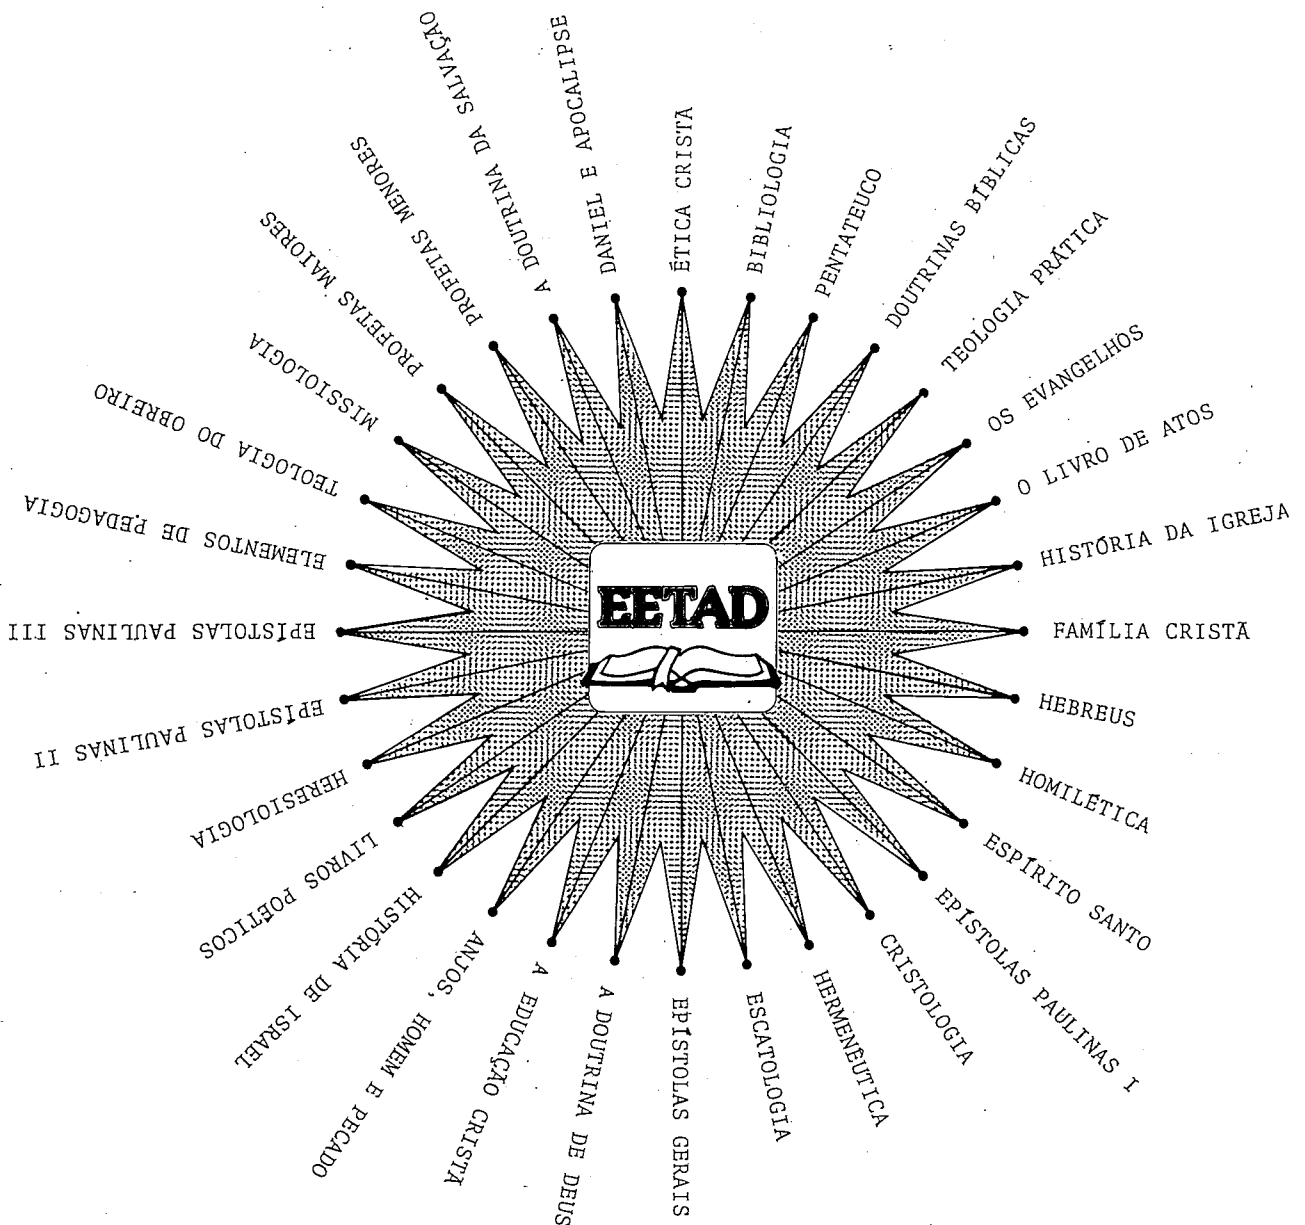 ÉTICA CRISTÃ
BIBLIOLOGIA
PENTATEUCO
DOUTRINAS BÍBLICAS
TEOLOGIA PRÁTICA
OS EVANGELHOS
O LIVRO DE ATOS
HISTÓRIA DA IGREJA
FAMÍLIA CRISTÃ
HEBREUS
HOMILÉTICA
ESPÍRITO SANTO
EPÍSTOLAS PAULINAS I
CRISTOLOGIA
HERMENÊUTICA
ESCATOLOGIA
EPÍSTOLAS GERAIS
A DOUTRINA DE DEUS
A EDUCAÇÃO CRISTÃ
ANJOS, HOMEM E PECADO
HISTÓRIA DE ISRAEL
LIVROS POÉTICOS
HERESIOLOGIA
EPÍSTOLAS PAULINAS II
EPÍSTOLAS PAULINAS III
ELEMENTOS DE PEDAGOGIA
TEOLOGIA DO OBREIRO
MISSIOLOGIA
PROFETAS MAIORES
PROFETAS MENORES
A DOUTRINA DA SALVAÇÃO
DANIEL E APOCALIPSE
EETAD